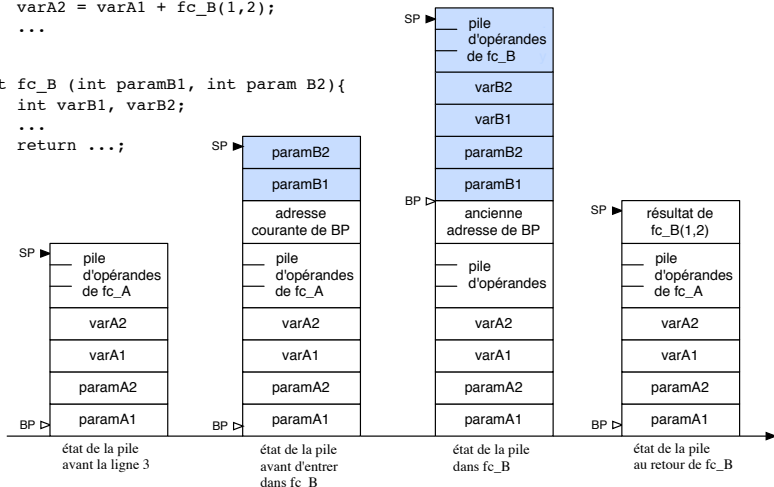 varA2 = varA1 + fc_B(1,2);
...
t fc_B (int paramB1, int param B2){
int varB1, varB2;
...
return ...;
SP
pile
d'opérandes
de fc_A
varA2
varA1
paramA2
BP
paramA1
état de la pile
avant la ligne 3
SP
paramB2
paramB1
adresse
courante de BP
pile
d'opérandes
de fc_A
varA2
varA1
paramA2
BP
paramA1
état de la pile
avant d'entrer
dans fc_B
SP
pile
d'opérandes
de fc_B
varB2
varB1
paramB2
paramB1
BP
ancienne
adresse de BP
pile
d'opérandes
varA2
varA1
paramA2
paramA1
état de la pile
dans fc_B
SP
résultat de
fc_B(1,2)
pile
d'opérandes
de fc_A
varA2
varA1
paramA2
BP
paramA1
état de la pile
au retour de fc_B